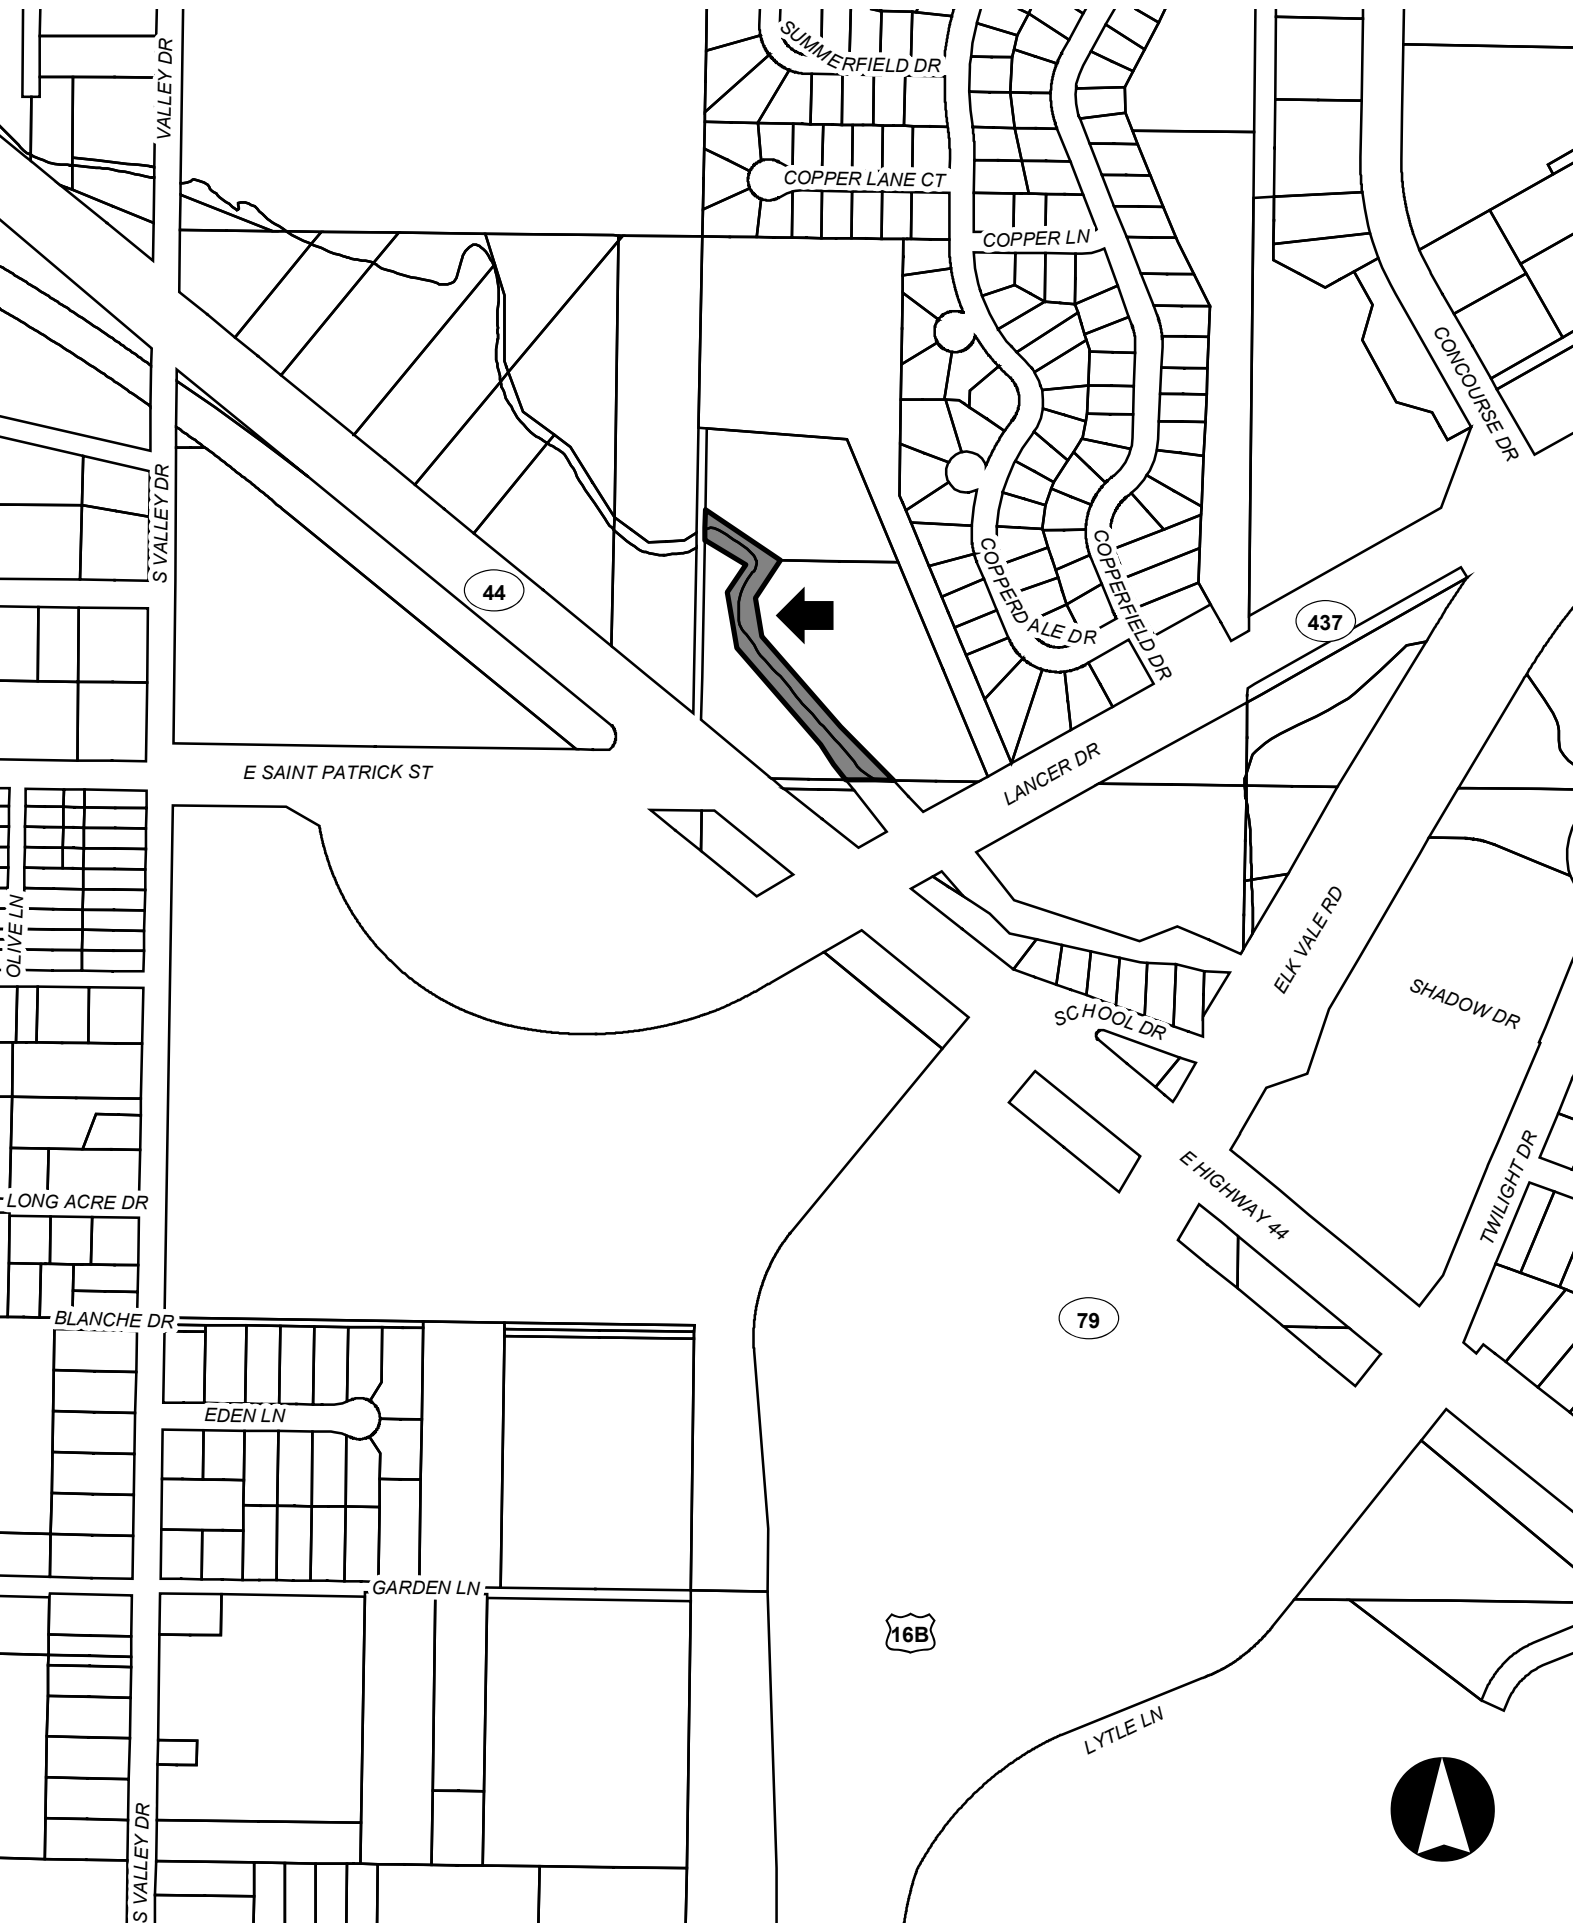 SUMMERFIELD DR
VALLEY DR
COPPER LANE CT
COPPER LN
CONCOURSE DR
S VALLEY DR
44
COPPERDALE DR
COPPERFIELD DR
437
E SAINT PATRICK ST
LANCER DR
OLIVE LN
ELK VALE RD
SHADOW DR
SCHOOL DR
E HIGHWAY 44
TWILIGHT DR
LONG ACRE DR
BLANCHE DR
79
EDEN LN
GARDEN LN
16B
LYTLE LN
S VALLEY DR